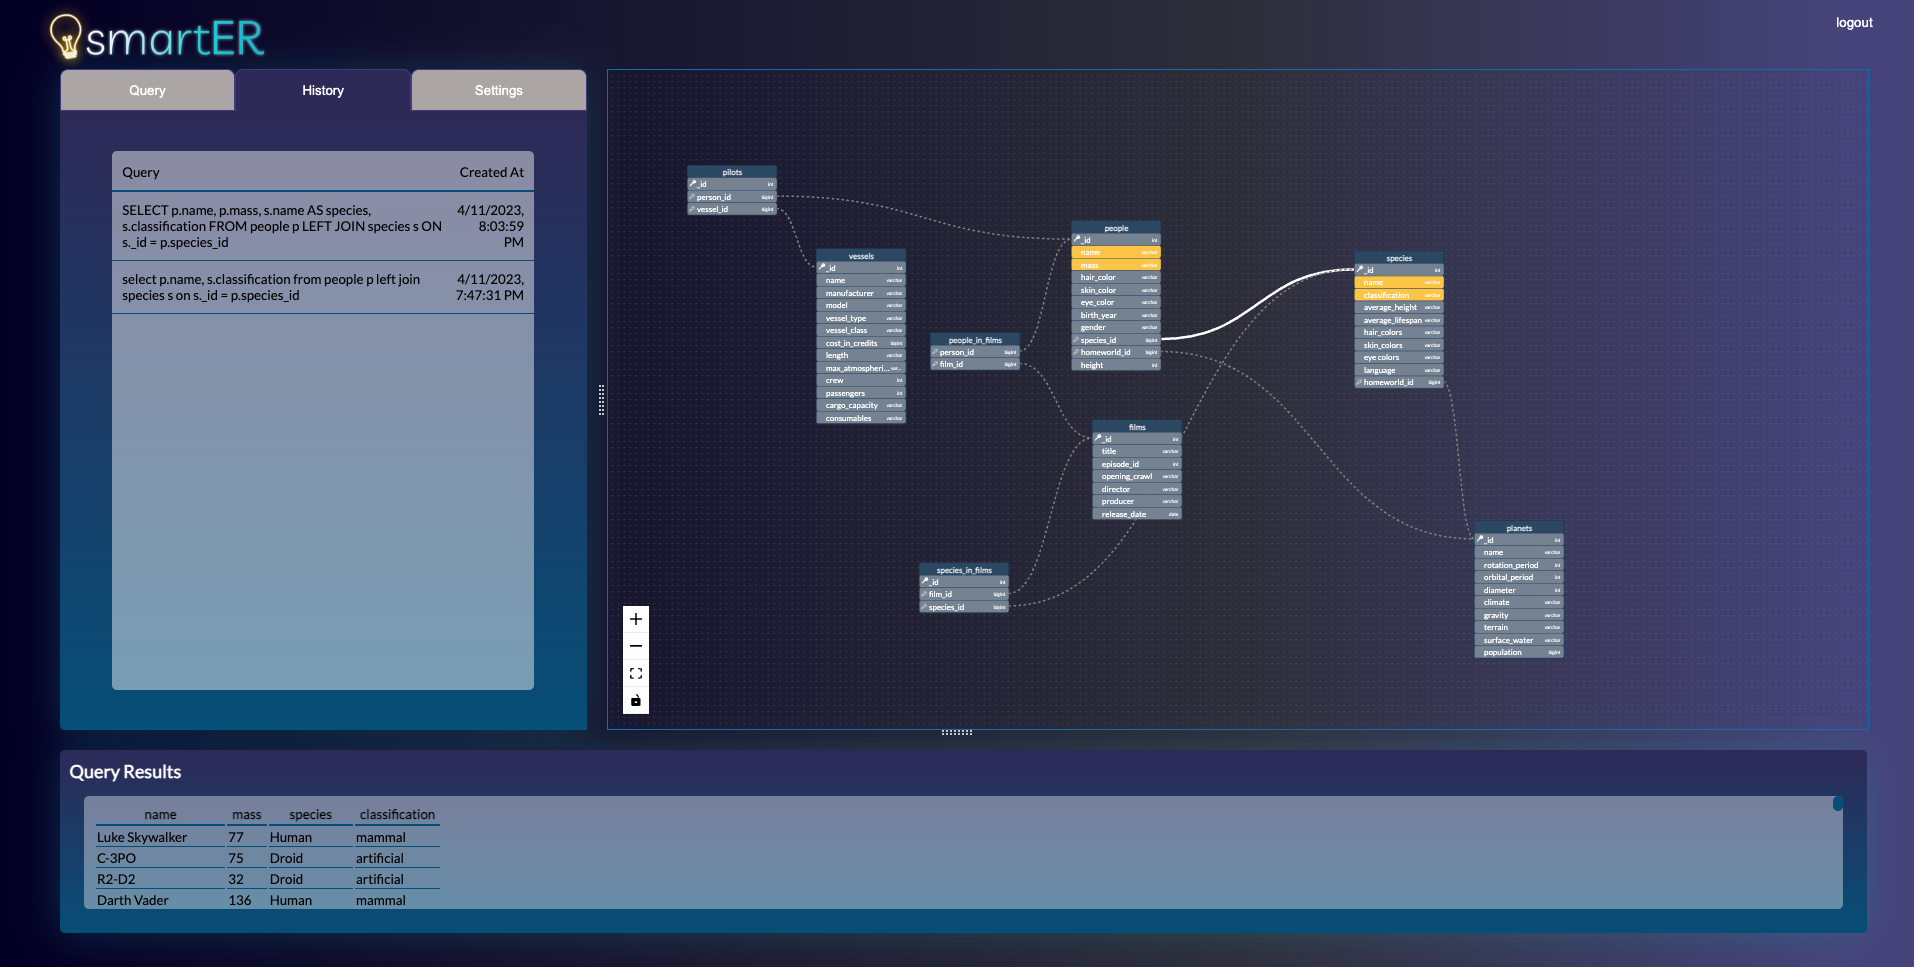 smartER
logout
Query
History
Settings
Query Created At
SELECT p.name, p.mass, s.name AS species, 4/11/2023,
s.classification FROM people p LEFT JOIN species s ON 8:03:59
s._id = p.species_id PM
select p.name, s.classification from people p left join 4/11/2023,
species s on s._id = p.species_id 7:47:31 PM
pilots
_id int
person_id bigint
vessel_id bigint
vessels
_id int
name varchar
manufacturer varchar
model varchar
vessel_type varchar
vessel_class varchar
cost_in_credits bigint
length varchar
max_atmospheri... var...
crew int
passengers int
cargo_capacity varchar
consumables varchar
people_in_films
person_id bigint
film_id bigint
people
_id int
name varchar
mass varchar
hair_color varchar
skin_color varchar
eye_color varchar
birth_year varchar
gender varchar
species_id bigint
homeworld_id bigint
height int
species
_id int
name varchar
classification varchar
average_height varchar
average_lifespan varchar
hair_colors varchar
skin_colors varchar
eye colors varchar
language varchar
homeworld_id bigint
films
_id int
title varchar
episode_id int
opening_crawl varchar
director varchar
producer varchar
release_date date
species_in_films
_id int
film_id bigint
species_id bigint
planets
_id int
name varchar
rotation_period int
orbital_period int
diameter int
climate varchar
gravity varchar
terrain varchar
surface_water varchar
population bigint
Query Results
name mass species classification
Luke Skywalker 77 Human mammal
C-3PO 75 Droid artificial
R2-D2 32 Droid artificial
Darth Vader 136 Human mammal